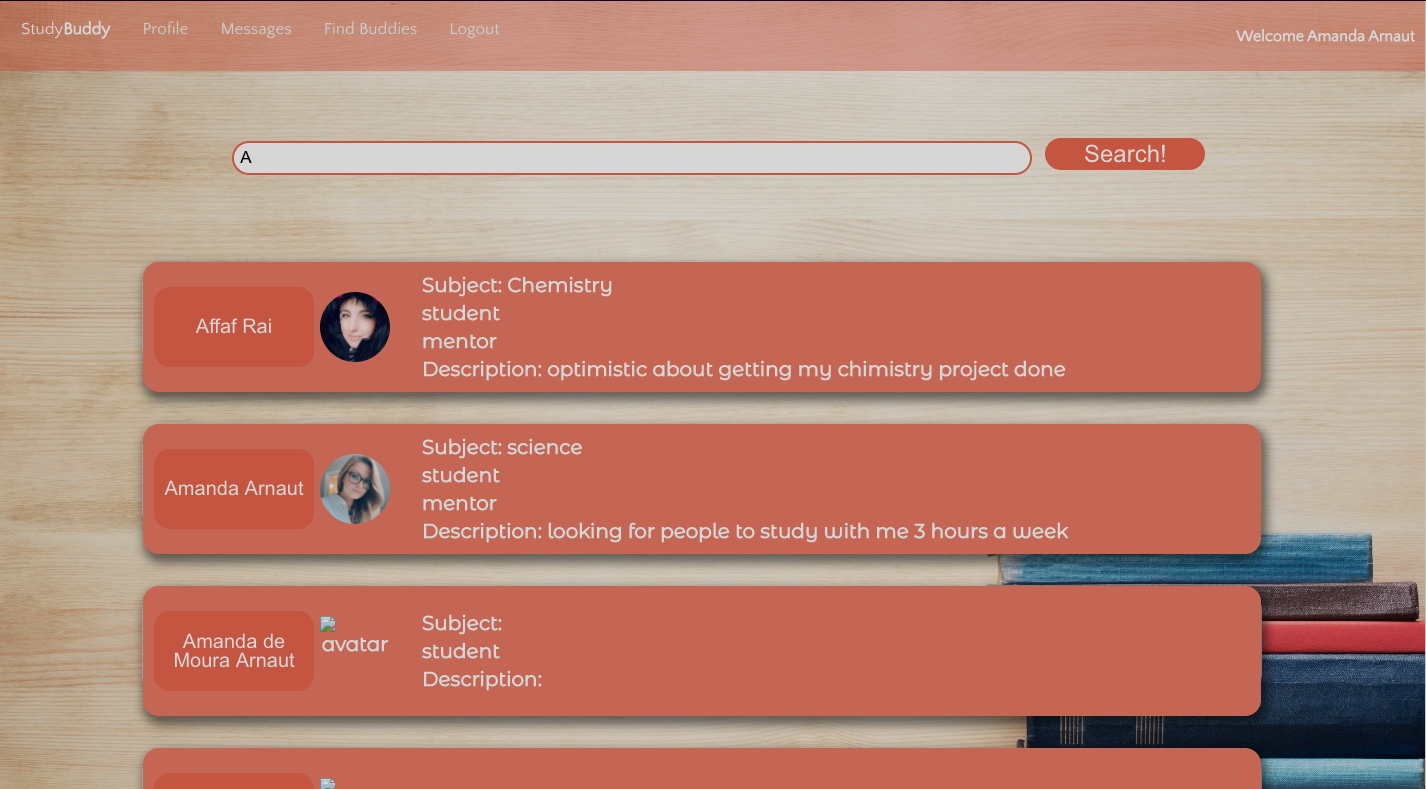 StudyBuddy Profile Messages Find Buddies Logout
Welcome Amanda Arnaut
A
Search!
Affaf Rai
Subject: Chemistry
student
mentor
Description: optimistic about getting my chimistry project done
Amanda Arnaut
Subject: science
student
mentor
Description: looking for people to study with me 3 hours a week
Amanda de
Moura Arnaut
avatar
Subject:
student
Description: